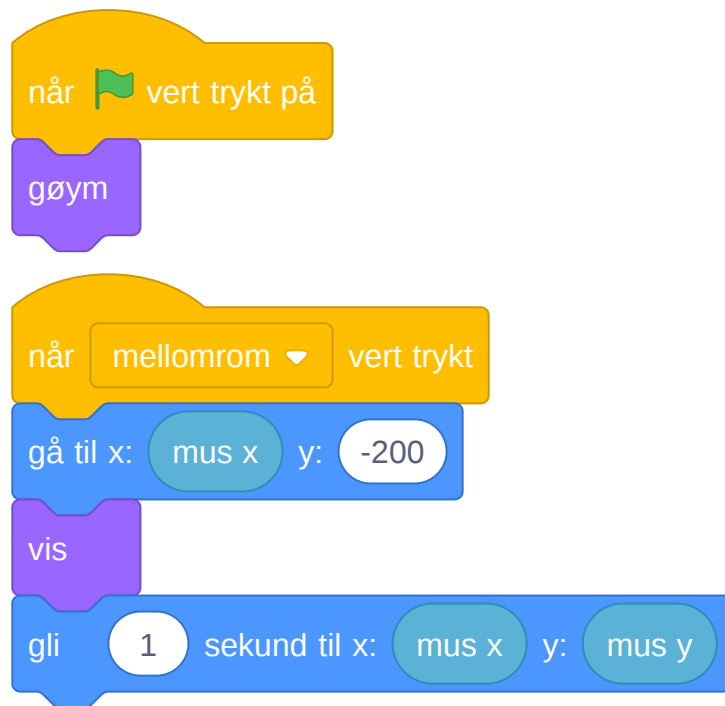 når vert trykt på
gøym
når mellomrom vert trykt
gå til x: mus x y: -200
vis
gli 1 sekund til x: mus x y: mus y